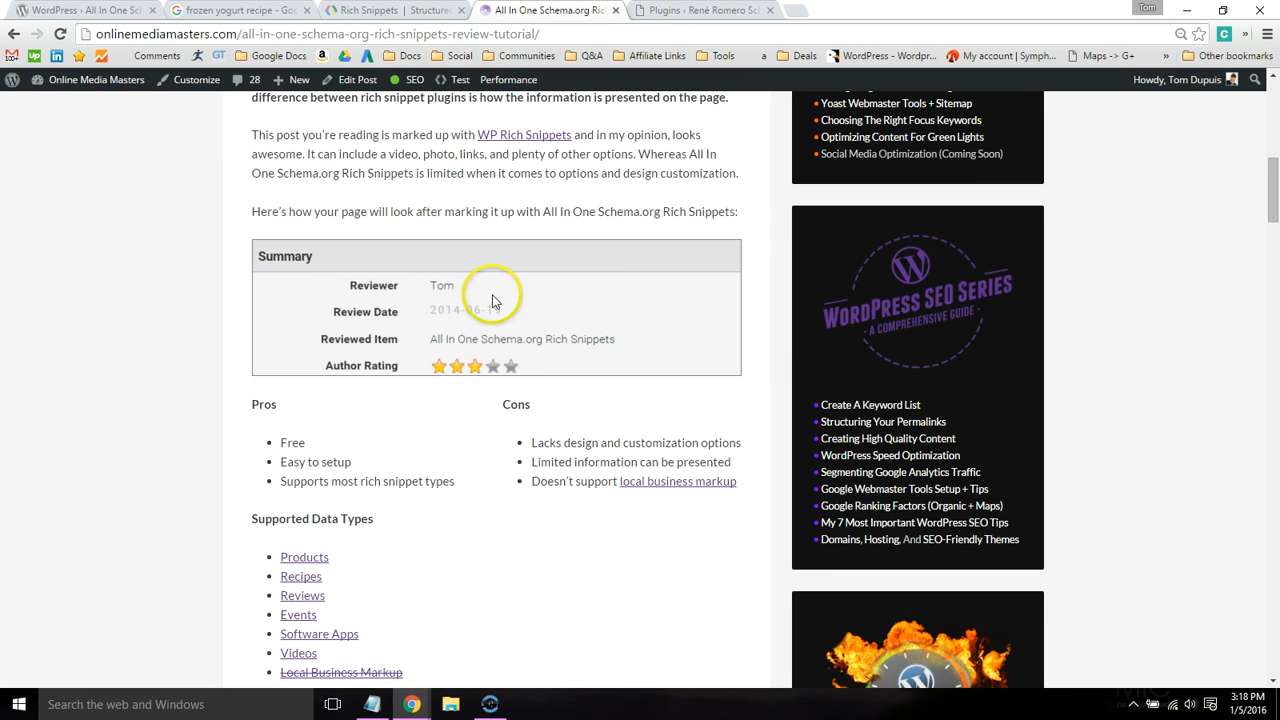 WordPress › All In One Sche
frozen yogurt recipe - Goo
Rich Snippets | Structure
All In One Schema.org Ric
Plugins ‹ René Romero Sc
Tom
onlinemediamasters.com/all-in-one-schema-org-rich-snippets-review-tutorial/
Comments
GT
Google Docs
Docs
Social
Communities
Q&A
Affiliate Links
Tools
a
Deals
WordPress - Wordpr...
My account | Symph...
Maps -> G+
Other bookmarks
Online Media Masters
Customize
28
New
Edit Post
SEO
Test
Performance
Howdy, Tom Dupuis
difference between rich snippet plugins is how the information is presented on the page.
This post you're reading is marked up with WP Rich Snippets and in my opinion, looks
awesome. It can include a video, photo, links, and plenty of other options. Whereas All In
One Schema.org Rich Snippets is limited when it comes to options and design customization.
Here's how your page will look after marking it up with All In One Schema.org Rich Snippets:
Summary
Reviewer Tom
Review Date
Reviewed Item All In One Schema.org Rich Snippets
Author Rating
Pros
Free
Easy to setup
Supports most rich snippet types
Cons
Lacks design and customization options
Limited information can be presented
Doesn't support local business markup
Supported Data Types
Products
Recipes
Reviews
Events
Software Apps
Videos
Local Business Markup
Yoast Webmaster Tools + Sitemap
Choosing The Right Focus Keywords
Optimizing Content For Green Lights
Social Media Optimization (Coming Soon)
WORDPRESS SEO SERIES
- A COMPREHENSIVE GUIDE -
Create A Keyword List
Structuring Your Permalinks
Creating High Quality Content
WordPress Speed Optimization
Segmenting Google Analytics Traffic
Google Webmaster Tools Setup + Tips
Google Ranking Factors (Organic + Maps)
My 7 Most Important WordPress SEO Tips
Domains, Hosting, And SEO-Friendly Themes
Search the web and Windows
3:18 PM
1/5/2016